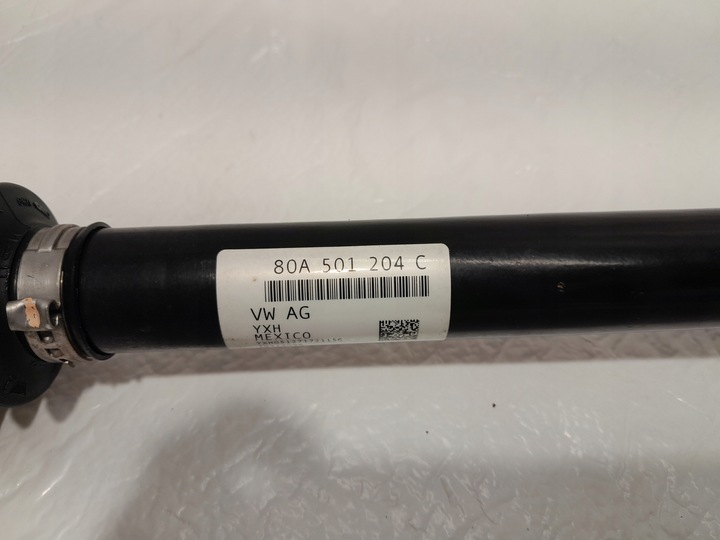 80A 501 204 C
VW AG
YXH
MEXICO